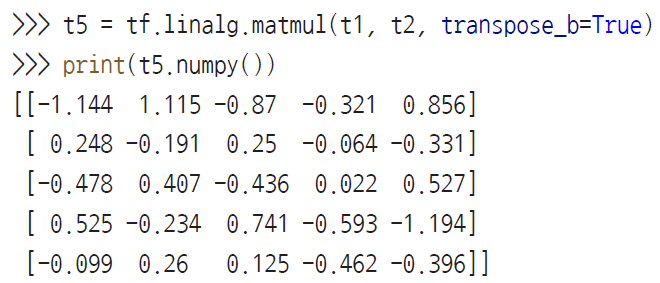 >>> t5 = tf.linalg.matmul(t1, t2, transpose_b=True)
>>> print(t5.numpy())
[[-1.144  1.115 -0.87  -0.321  0.856]
 [ 0.248 -0.191  0.25  -0.064 -0.331]
 [-0.478  0.407 -0.436  0.022  0.527]
 [ 0.525 -0.234  0.741 -0.593 -1.194]
 [-0.099  0.26   0.125 -0.462 -0.396]]